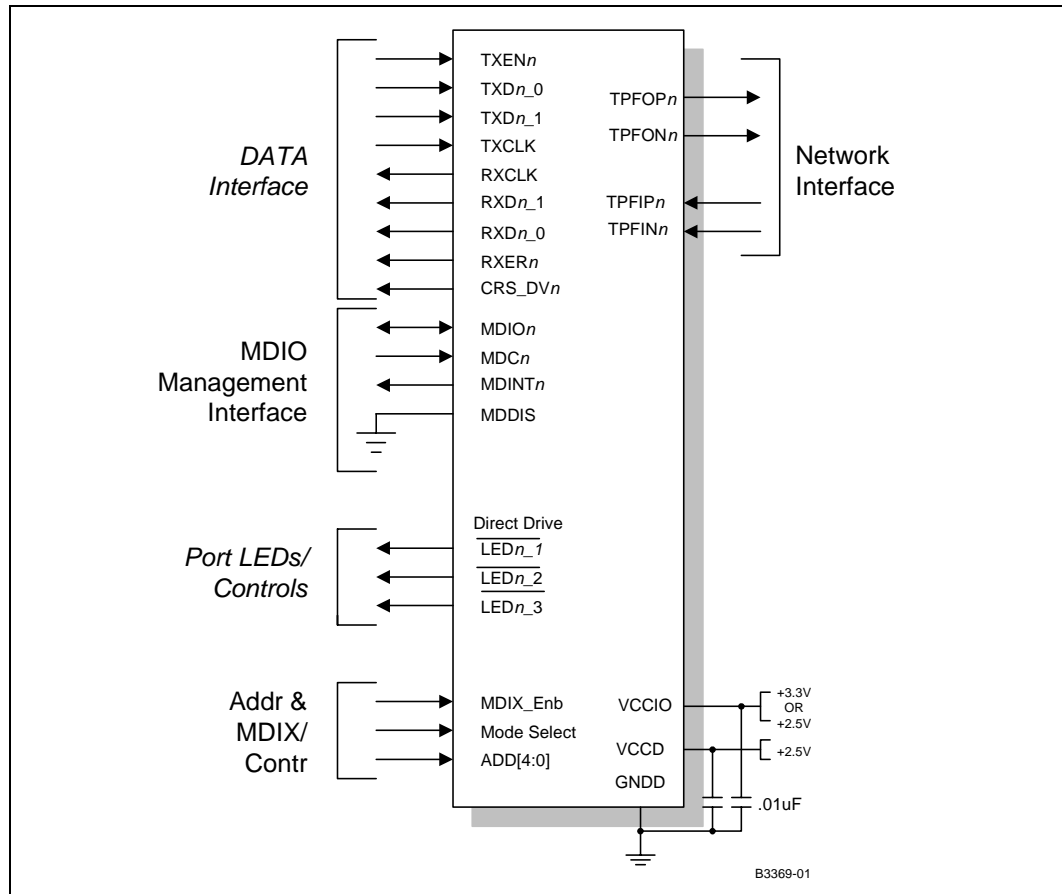 DATA
Interface
TXENn
TXDn_0
TXDn_1
TXCLK
RXCLK
RXDn_1
RXDn_0
RXERn
CRS_DVn
MDIO
Management
Interface
MDIOn
MDCn
MDINTn
MDDIS
Port LEDs/
Controls
Direct Drive
LEDn_1
LEDn_2
LEDn_3
Addr &
MDIX/
Contr
MDIX_Enb
Mode Select
ADD[4:0]
TPFOPn
TPFONn
TPFIPn
TPFINn
Network
Interface
VCCIO
+3.3V
OR
+2.5V
VCCD
+2.5V
GNDD
.01uF
B3369-01